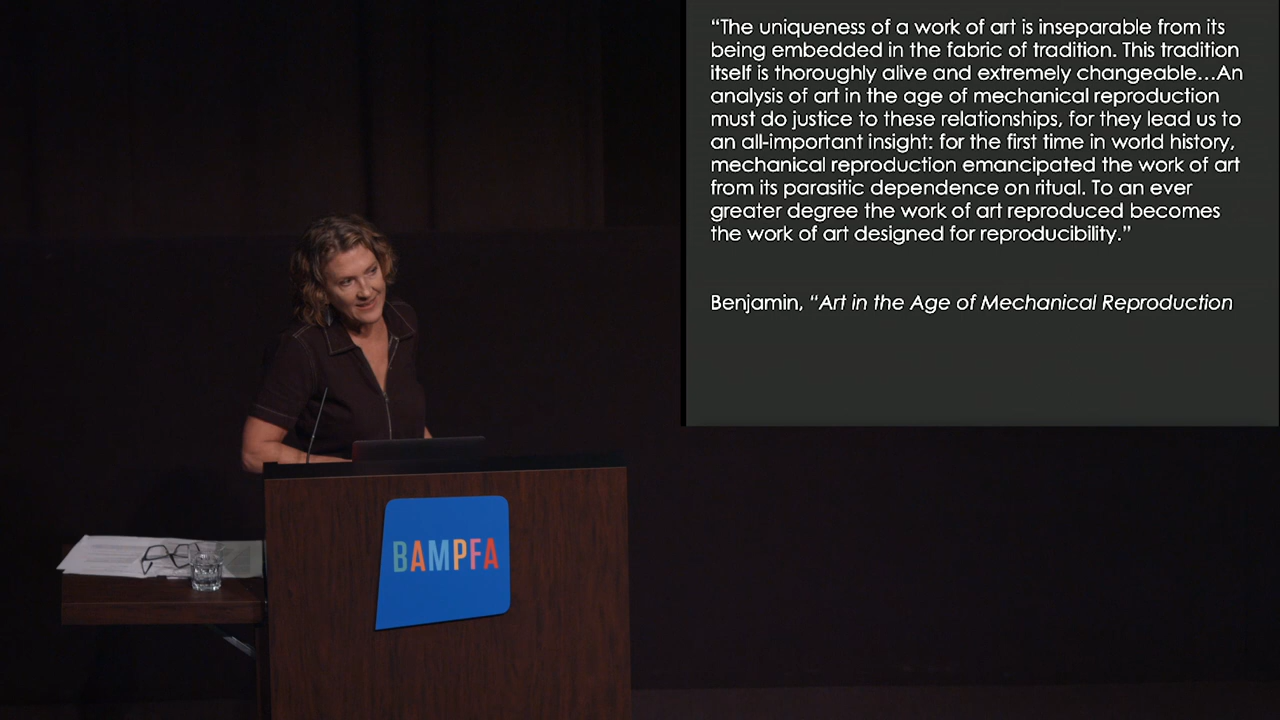 “The uniqueness of a work of art is inseparable from its
being embedded in the fabric of tradition. This tradition
itself is thoroughly alive and extremely changeable…An
analysis of art in the age of mechanical reproduction
must do justice to these relationships, for they lead us to
an all-important insight: for the first time in world history,
mechanical reproduction emancipated the work of art
from its parasitic dependence on ritual. To an ever
greater degree the work of art reproduced becomes
the work of art designed for reproducibility.”
Benjamin, “Art in the Age of Mechanical Reproduction
BAMPFA